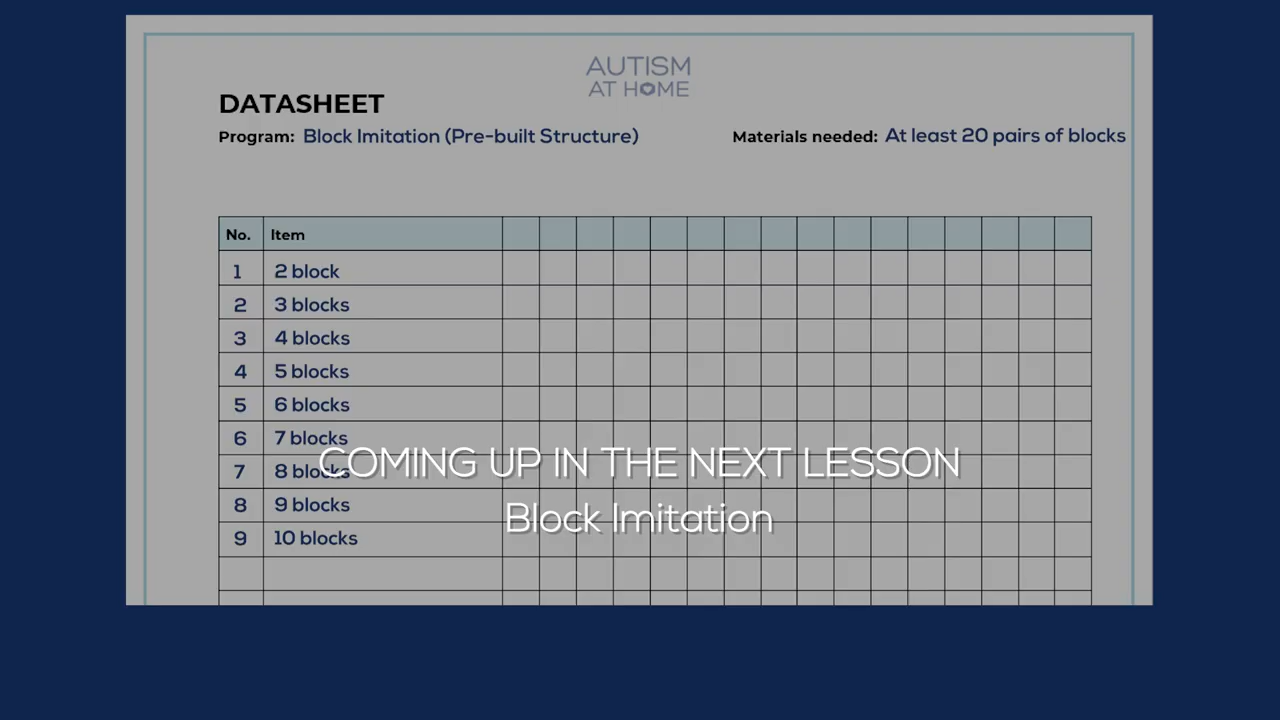 AUTISM
AT HOME
DATASHEET
Program: Block Imitation (Pre-built Structure) Materials needed: At least 20 pairs of blocks
No. Item
1 2 block
2 3 blocks
3 4 blocks
4 5 blocks
5 6 blocks
6 7 blocks
7 8 blocks
COMING UP IN THE NEXT LESSON
8 9 blocks
Block Imitation
9 10 blocks